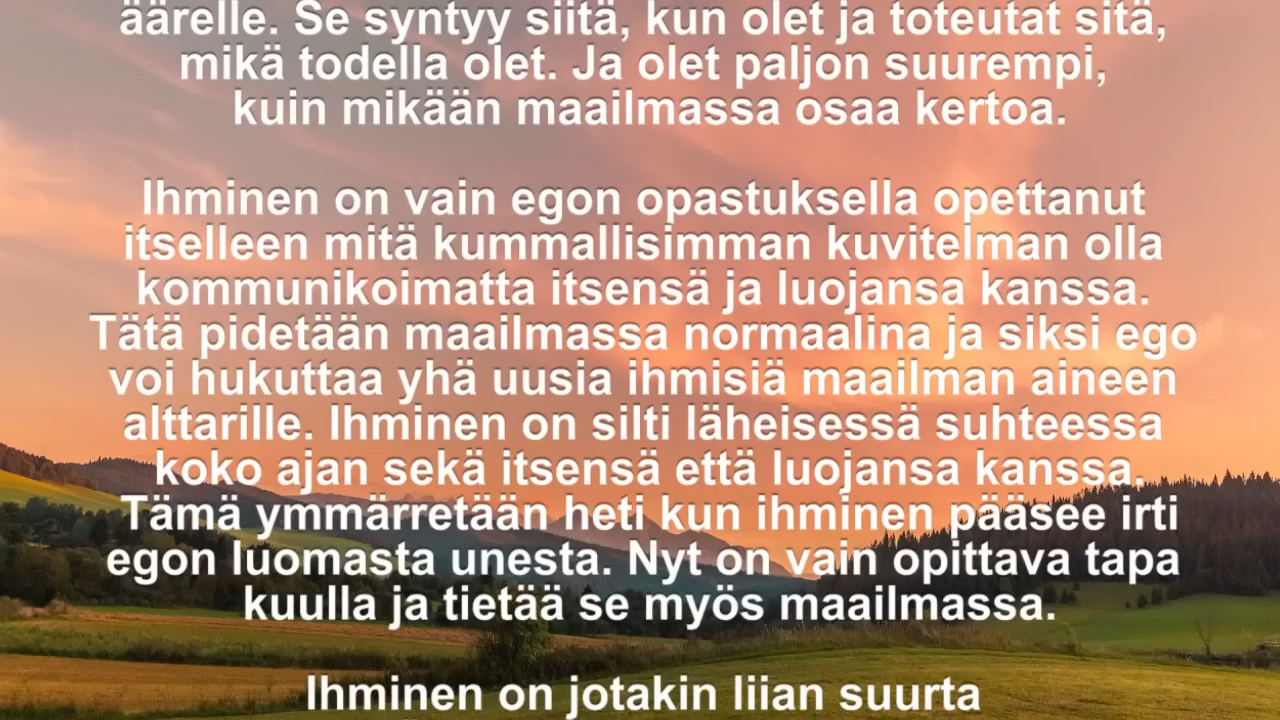 äärelle. Se syntyy siitä, kun olet ja toteutat sitä,
mikä todella olet. Ja olet paljon suurempi,
kuin mikään maailmassa osaa kertoa.
Ihminen on vain egon opastuksella opettanut
itselleen mitä kummallisimman kuvitelman olla
kommunikoimatta itsensä ja luojansa kanssa.
Tätä pidetään maailmassa normaalina ja siksi ego
voi hukuttaa yhä uusia ihmisiä maailman aineen
alttarille. Ihminen on silti läheisessä suhteessa
koko ajan sekä itsensä että luojansa kanssa.
Tämä ymmärretään heti kun ihminen pääsee irti
egon luomasta unesta. Nyt on vain opittava tapa
kuulla ja tietää se myös maailmassa.
Ihminen on jotakin liian suurta